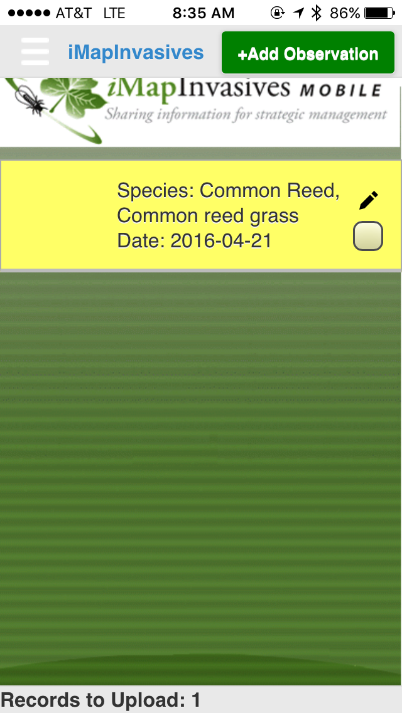 AT&T LTE 8:35 AM 86%
iMapInvasives +Add Observation
iMapInvasives MOBILE
Sharing information for strategic management
Species: Common Reed,
Common reed grass
Date: 2016-04-21
Records to Upload: 1